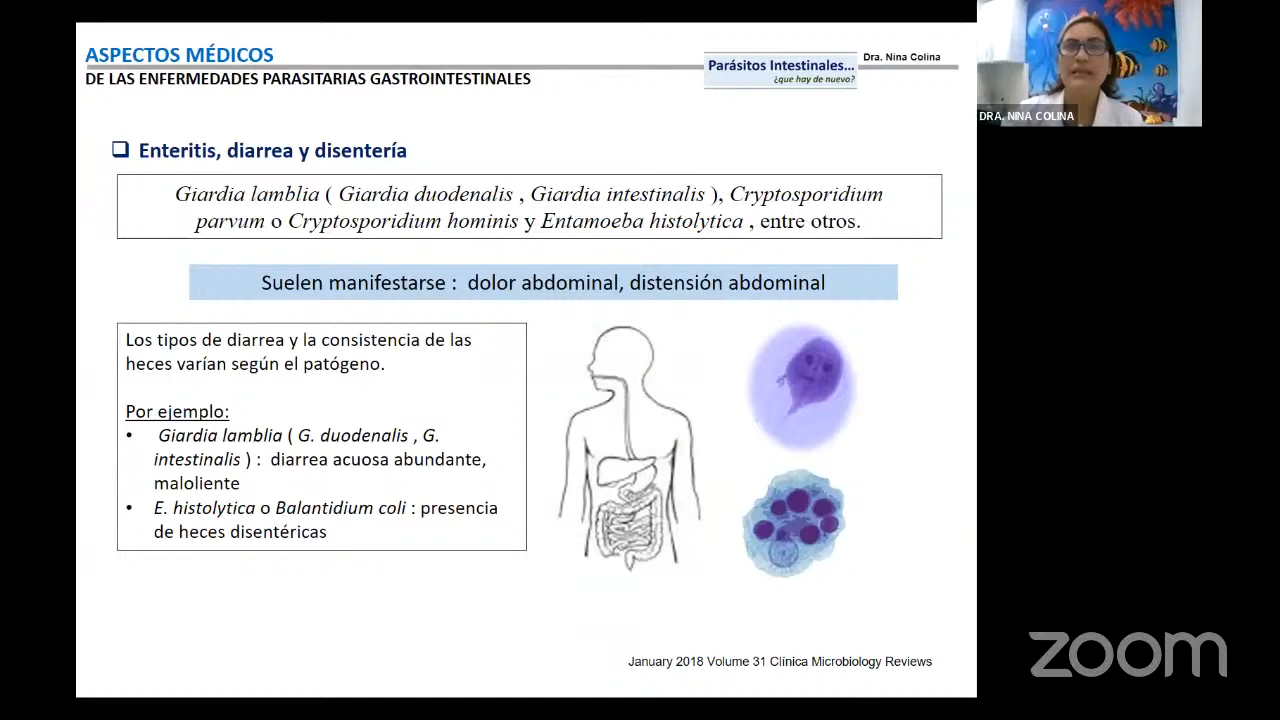 ASPECTOS MÉDICOS
DE LAS ENFERMEDADES PARASITARIAS GASTROINTESTINALES
Parásitos Intestinales...
¿que hay de nuevo?
Dra. Nina Colina
DRA. NINA COLINA
Enteritis, diarrea y disentería
Giardia lamblia ( Giardia duodenalis , Giardia intestinalis ), Cryptosporidium
parvum o Cryptosporidium hominis y Entamoeba histolytica , entre otros.
Suelen manifestarse : dolor abdominal, distensión abdominal
Los tipos de diarrea y la consistencia de las
heces varían según el patógeno.
Por ejemplo:
• Giardia lamblia ( G. duodenalis , G.
intestinalis ) : diarrea acuosa abundante,
maloliente
• E. histolytica o Balantidium coli : presencia
de heces disentéricas
January 2018 Volume 31 Clínica Microbiology Reviews
zoom